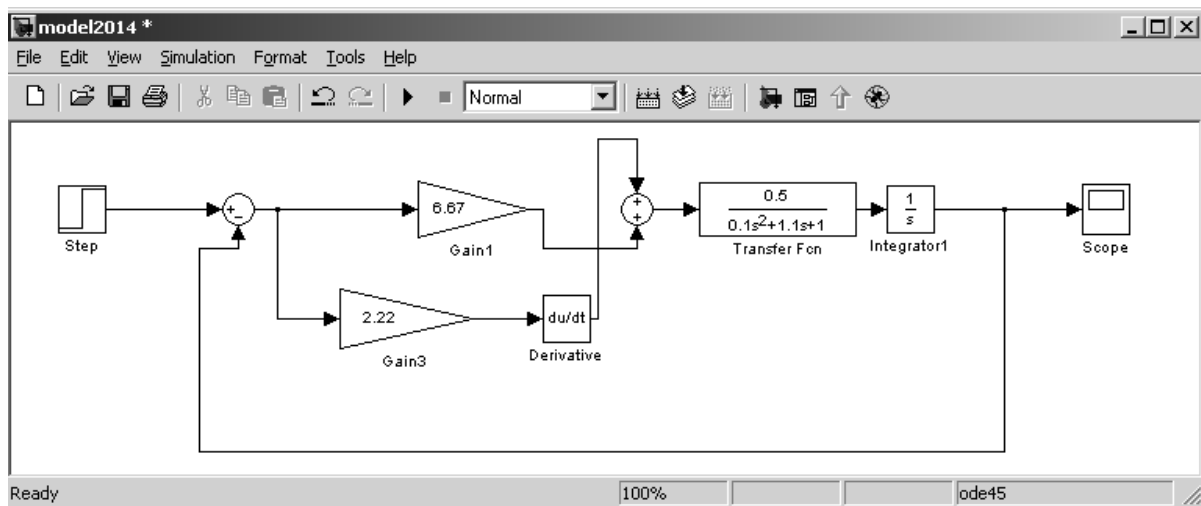 model2014 *
File Edit View Simulation Format Tools Help
Normal
Step
+
-
6.67
Gain1
2.22
Gain3
du/dt
Derivative
+
+
0.5
0.1s²+1.1s+1
Transfer Fcn
1
s
Integrator1
Scope
Ready 100% ode45